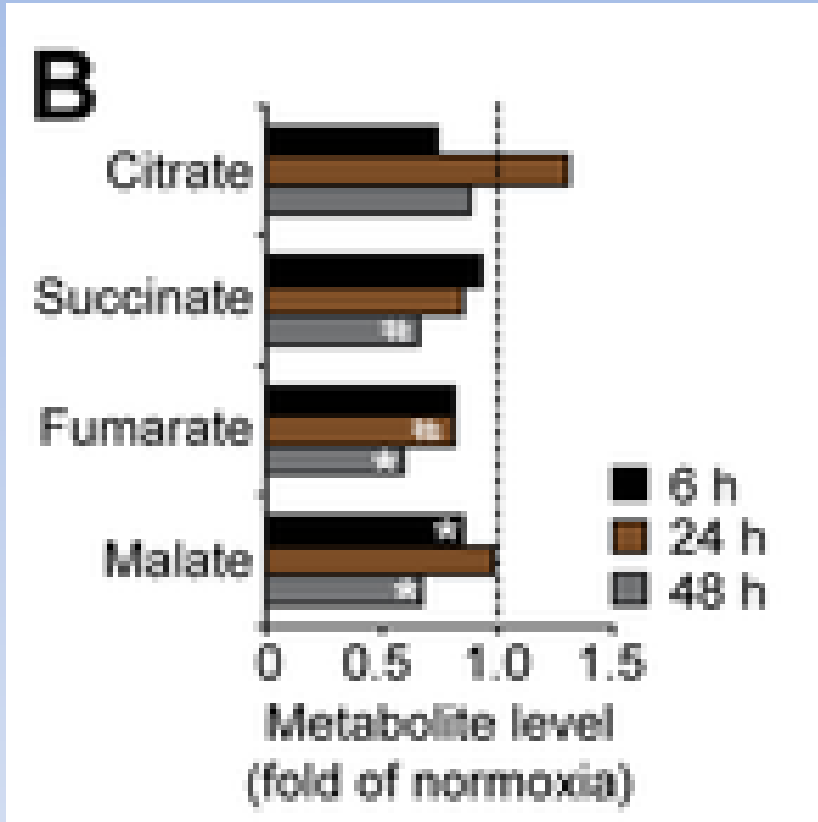 B
Citrate
Succinate
Fumarate
Malate
6 h
24 h
48 h
0 0.5 1.0 1.5
Metabolite level
(fold of normoxia)